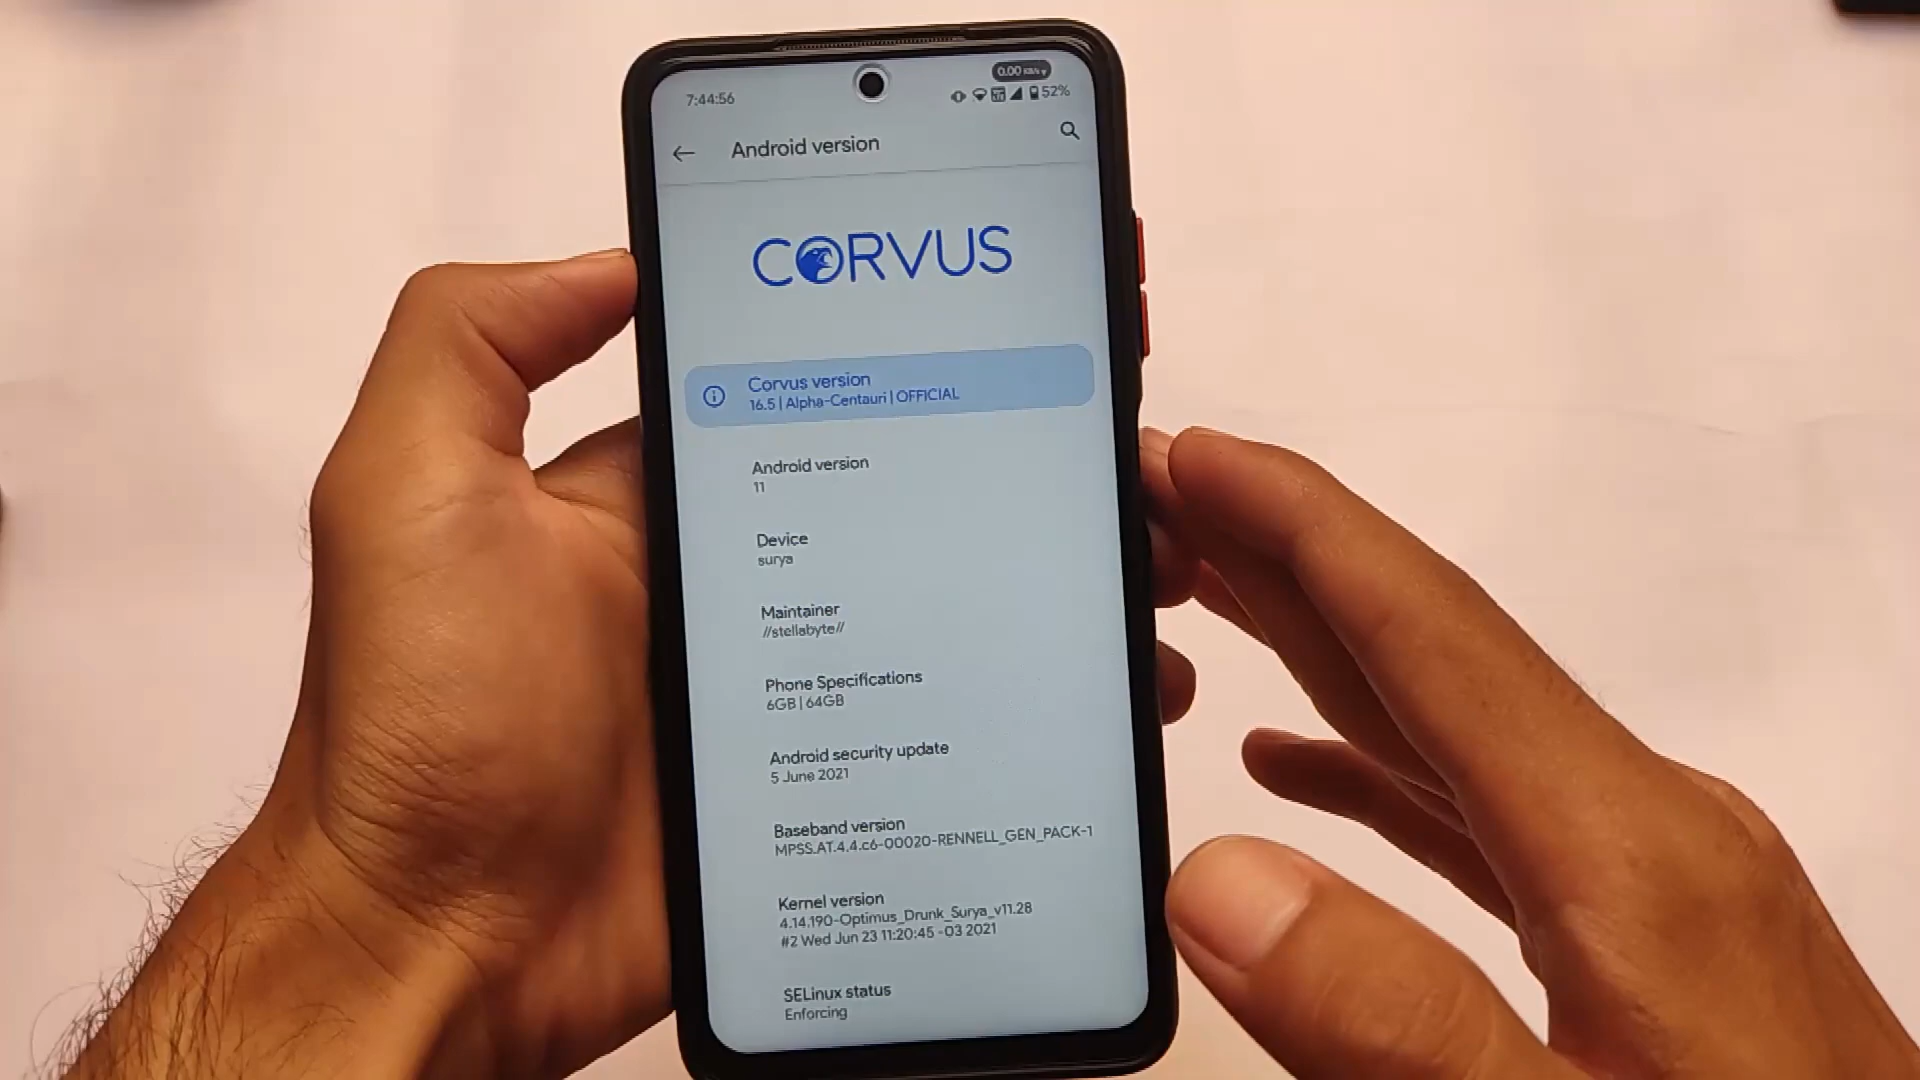 0.00 KB/s
7:44:56
52%
Android version
CORVUS
Corvus version
16.5 | Alpha-Centauri | OFFICIAL
Android version
11
Device
surya
Maintainer
//stellabyte//
Phone Specifications
6GB | 64GB
Android security update
5 June 2021
Baseband version
MPSS.AT.4.4.c6-00020-RENNELL_GEN_PACK-1
Kernel version
4.14.190-Optimus_Drunk_Surya_v11.28
#2 Wed Jun 23 11:20:45 -03 2021
SELinux status
Enforcing